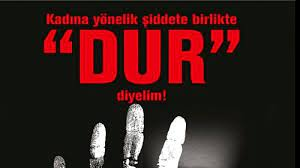 Kadına yönelik şiddete birlikte
“DUR”
diyelim!